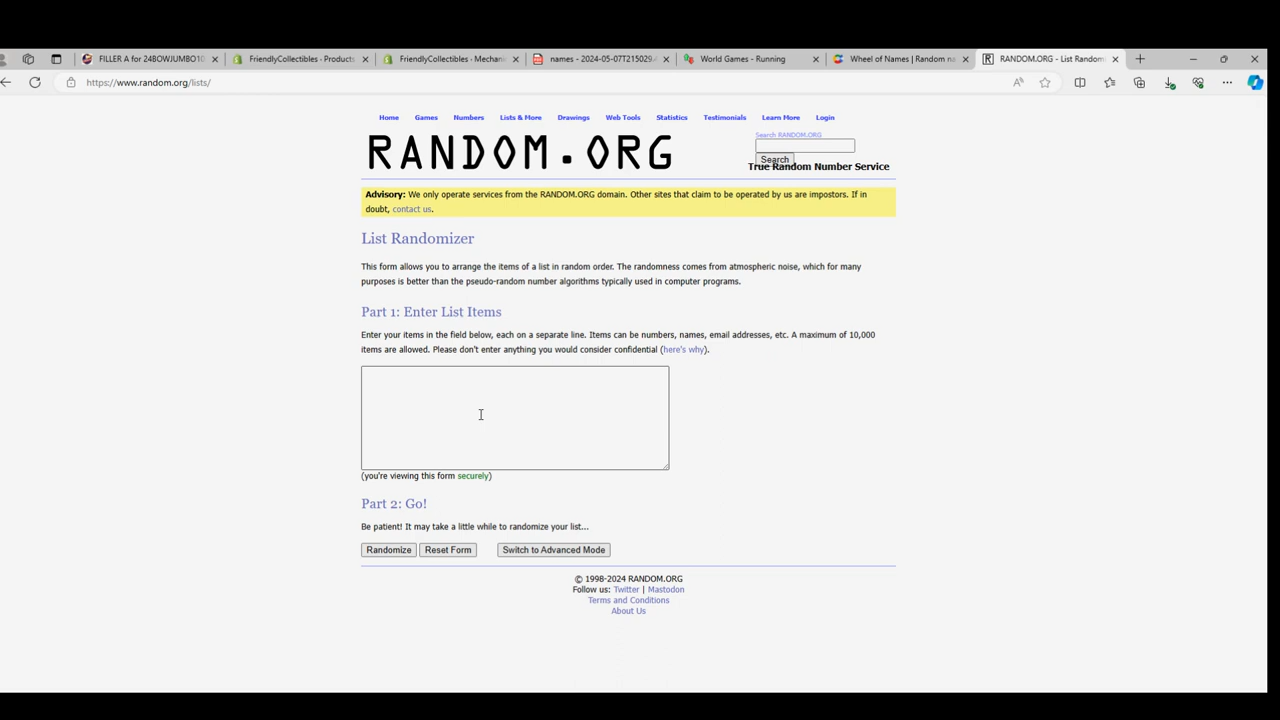 FILLER A for 24BOWJUMBO10
FriendlyCollectibles · Products
FriendlyCollectibles · Mechani
names - 2024-05-07T215029.
World Games - Running
Wheel of Names | Random na
RANDOM.ORG - List Random
https://www.random.org/lists/
Home Games Numbers Lists & More Drawings Web Tools Statistics Testimonials Learn More Login
RANDOM.ORG
Search RANDOM.ORG
Search
True Random Number Service
Advisory: We only operate services from the RANDOM.ORG domain. Other sites that claim to be operated by us are impostors. If in
doubt, contact us.
List Randomizer
This form allows you to arrange the items of a list in random order. The randomness comes from atmospheric noise, which for many
purposes is better than the pseudo-random number algorithms typically used in computer programs.
Part 1: Enter List Items
Enter your items in the field below, each on a separate line. Items can be numbers, names, email addresses, etc. A maximum of 10,000
items are allowed. Please don't enter anything you would consider confidential (here's why).
(you're viewing this form securely)
Part 2: Go!
Be patient! It may take a little while to randomize your list...
Randomize Reset Form Switch to Advanced Mode
© 1998-2024 RANDOM.ORG
Follow us: Twitter | Mastodon
Terms and Conditions
About Us